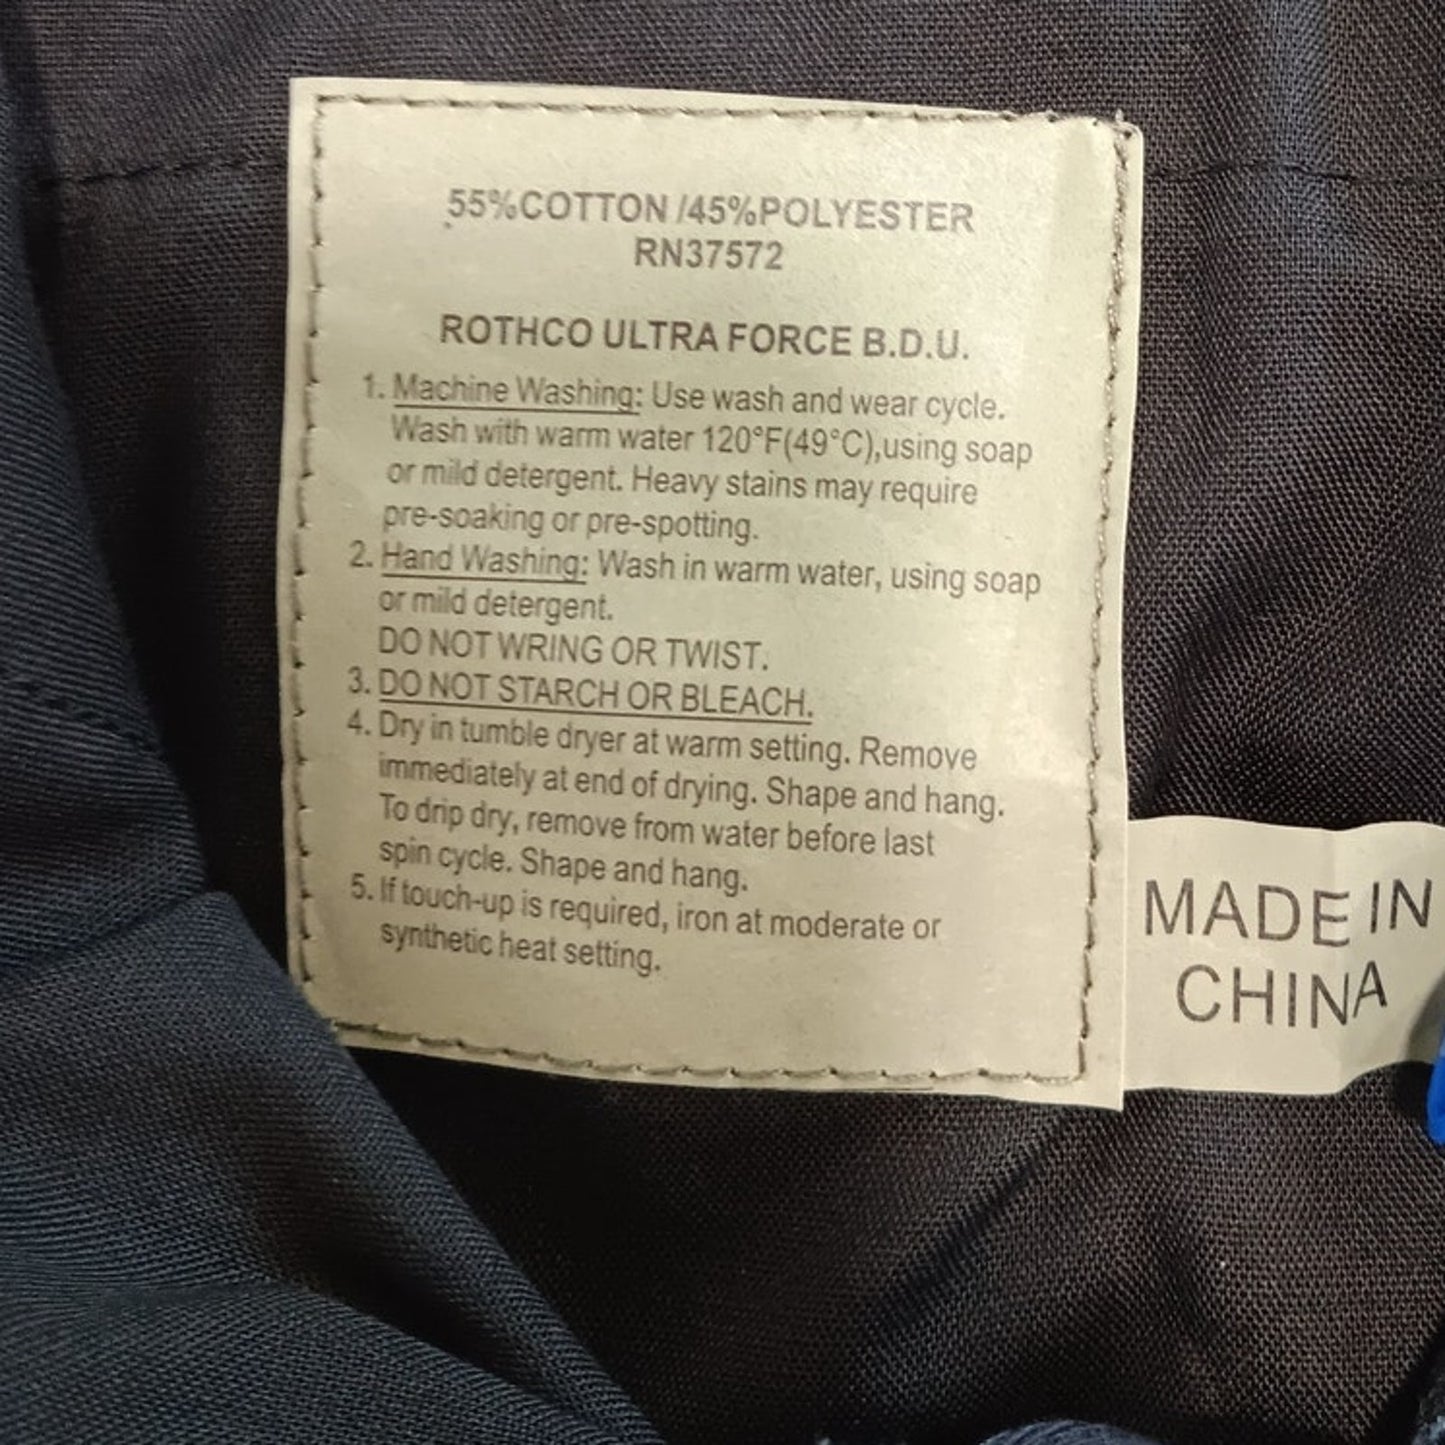 55%COTTON /45%POLYESTER
RN37572
ROTHCO ULTRA FORCE B.D.U.
1. Machine Washing: Use wash and wear cycle.
Wash with warm water 120°F(49°C),using soap
or mild detergent. Heavy stains may require
pre-soaking or pre-spotting.
2. Hand Washing: Wash in warm water, using soap
or mild detergent.
DO NOT WRING OR TWIST.
3. DO NOT STARCH OR BLEACH.
4. Dry in tumble dryer at warm setting. Remove
immediately at end of drying. Shape and hang.
To drip dry, remove from water before last
spin cycle. Shape and hang.
5. If touch-up is required, iron at moderate or
synthetic heat setting.
MADE IN
CHINA